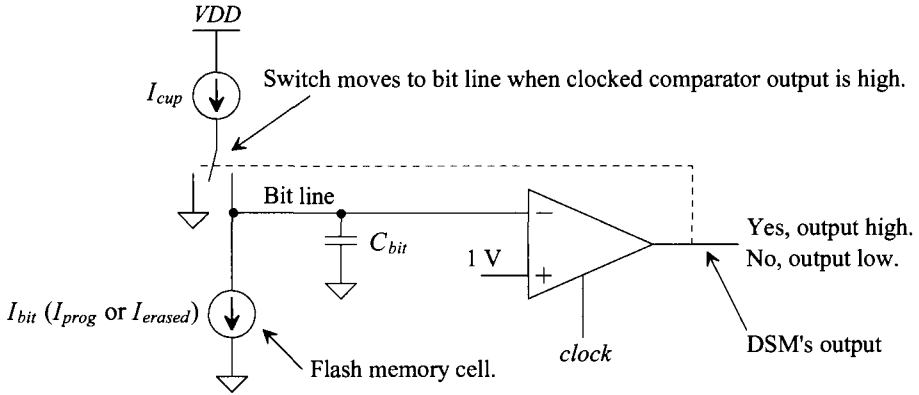 VDD
Switch moves to bit line when clocked comparator output is high.
I_cup
Bit line
C_bit
−
1 V
+
Yes, output high.
No, output low.
I_bit (I_prog or I_erased)
clock
DSM's output
Flash memory cell.